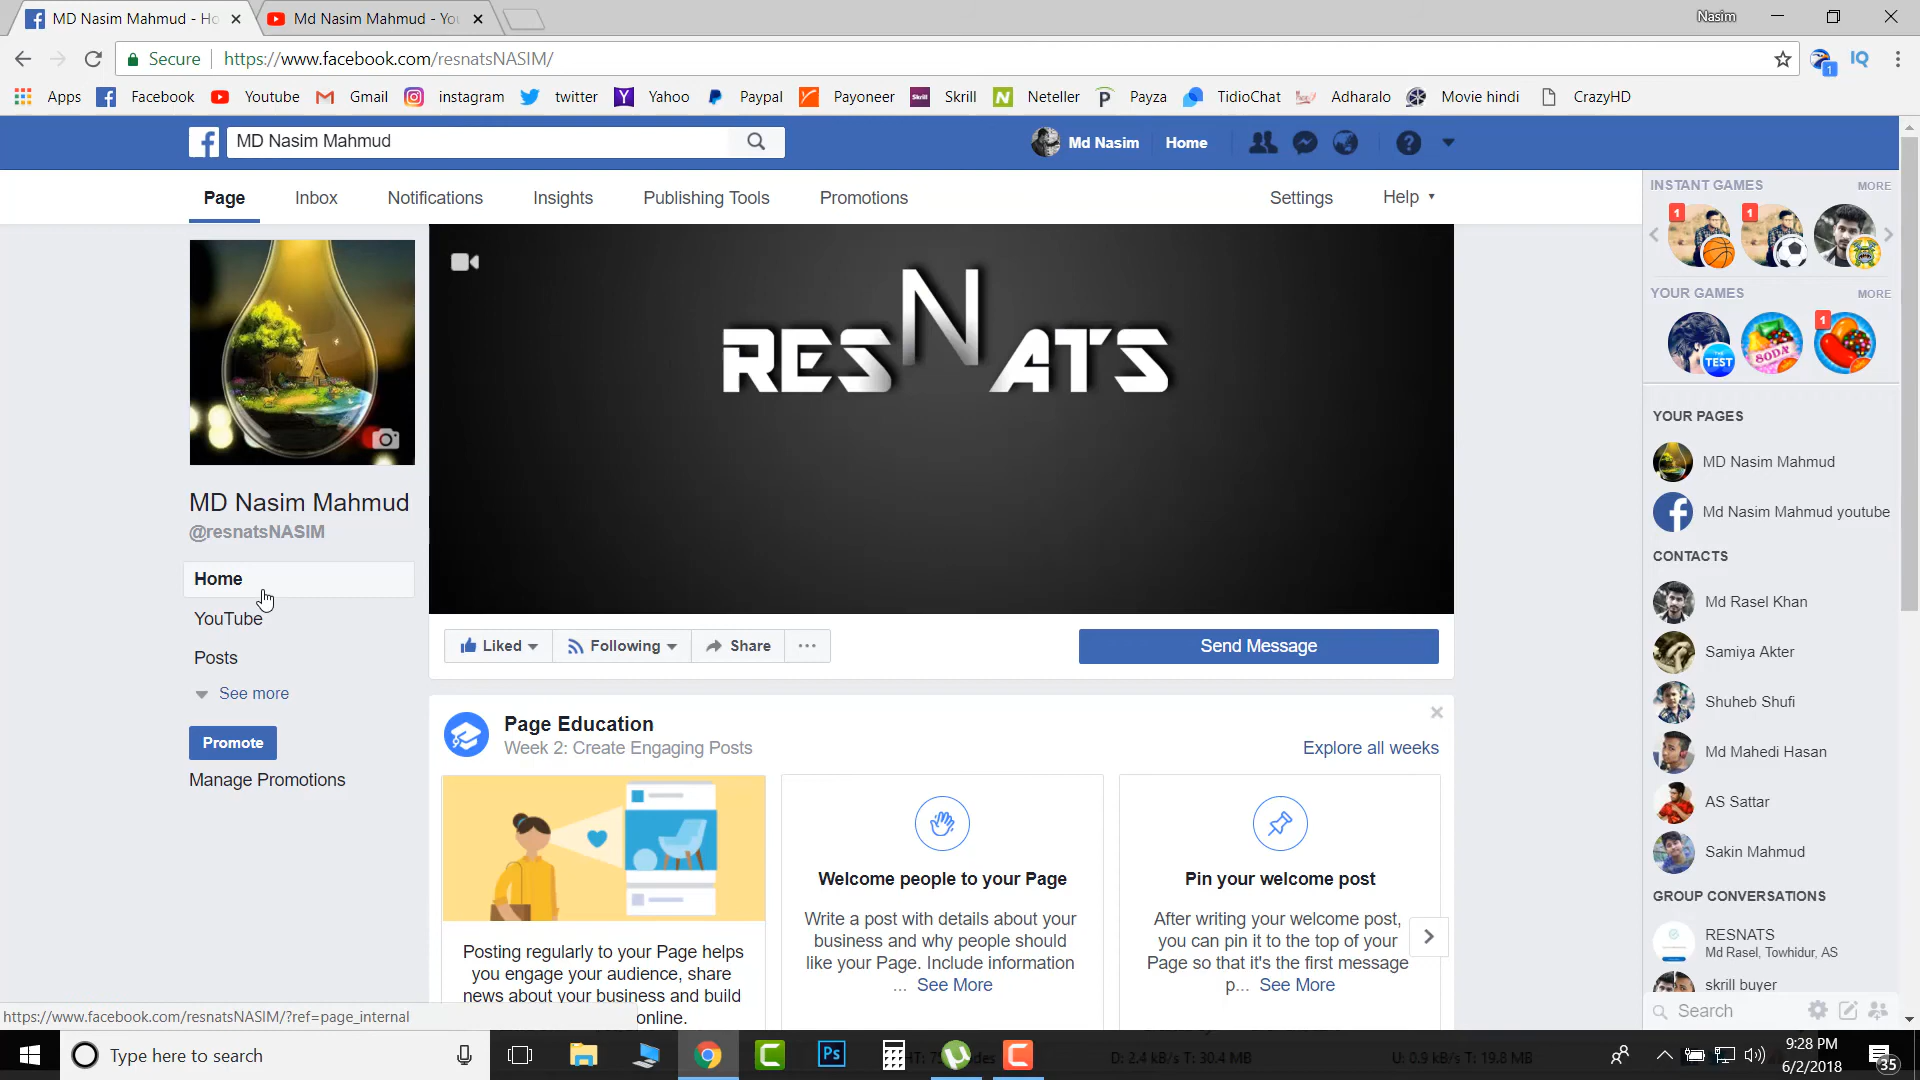 MD Nasim Mahmud - Ho
Md Nasim Mahmud - You
Nasim
Secure
https://www.facebook.com/resnatsNASIM/
1
IQ
Apps
Facebook
Youtube
Gmail
instagram
twitter
Yahoo
Paypal
Payoneer
Skrill
Skrill
Neteller
Payza
TidioChat
Adharalo
Movie hindi
CrazyHD
MD Nasim Mahmud
Md Nasim
Home
Page
Inbox
Notifications
Insights
Publishing Tools
Promotions
Settings
Help
MD Nasim Mahmud
@resnatsNASIM
Home
YouTube
Posts
See more
Promote
Manage Promotions
RESNATS
Liked
Following
Share
Send Message
Page Education
Week 2: Create Engaging Posts
Explore all weeks
Posting regularly to your Page helps
you engage your audience, share
news about your business and build
online.
Welcome people to your Page
Write a post with details about your
business and why people should
like your Page. Include information
... See More
Pin your welcome post
After writing your welcome post,
you can pin it to the top of your
Page so that it's the first message
p... See More
INSTANT GAMES
MORE
1
1
YOUR GAMES
MORE
THE TEST
SODA
1
YOUR PAGES
MD Nasim Mahmud
Md Nasim Mahmud youtube
CONTACTS
Md Rasel Khan
Samiya Akter
Shuheb Shufi
Md Mahedi Hasan
AS Sattar
Sakin Mahmud
GROUP CONVERSATIONS
RESNATS
Md Rasel, Towhidur, AS
skrill buyer
Search
https://www.facebook.com/resnatsNASIM/?ref=page_internal
Type here to search
Ps
D: 2.4 kB/s T: 30.4 MB
U: 0.9 kB/s T: 19.8 MB
9:28 PM
6/2/2018
35